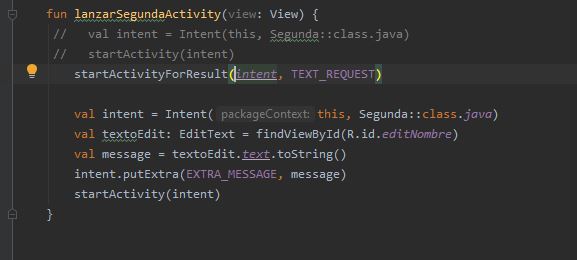 fun lanzarSegundaActivity(view: View) {
//   val intent = Intent(this, Segunda::class.java)
//   startActivity(intent)
startActivityForResult(intent, TEXT_REQUEST)
val intent = Intent( packageContext: this, Segunda::class.java)
val textoEdit: EditText = findViewById(R.id.editNombre)
val message = textoEdit.text.toString()
intent.putExtra(EXTRA_MESSAGE, message)
startActivity(intent)
}